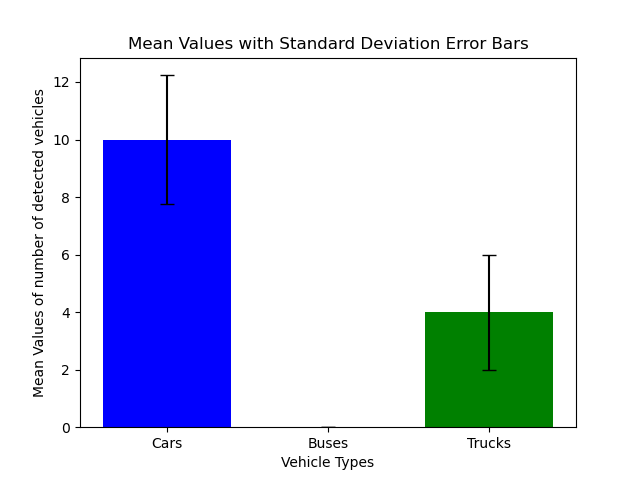 Mean Values with Standard Deviation Error Bars
Mean Values of number of detected vehicles
12
10
8
6
4
2
0
Cars Buses Trucks
Vehicle Types